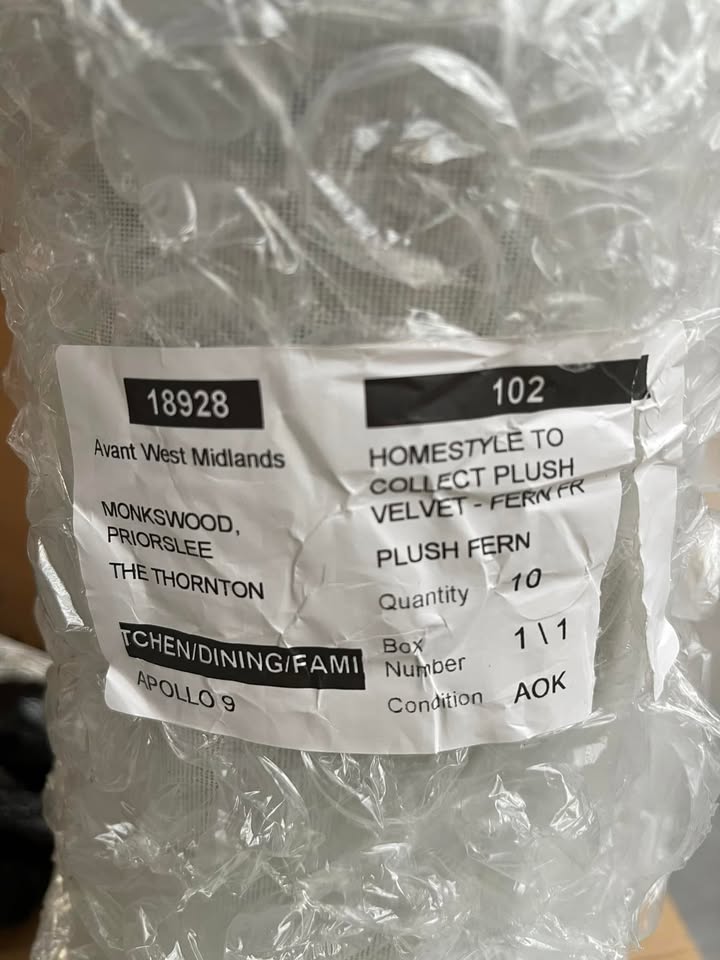 18928
Avant West Midlands
MONKSWOOD,
PRIORSLEE
THE THORNTON
TCHEN/DINING/FAMI
APOLLO 9
102
HOMESTYLE TO
COLLECT PLUSH
VELVET - FERN FR
PLUSH FERN
Quantity 10
Box
Number 1\1
Condition AOK